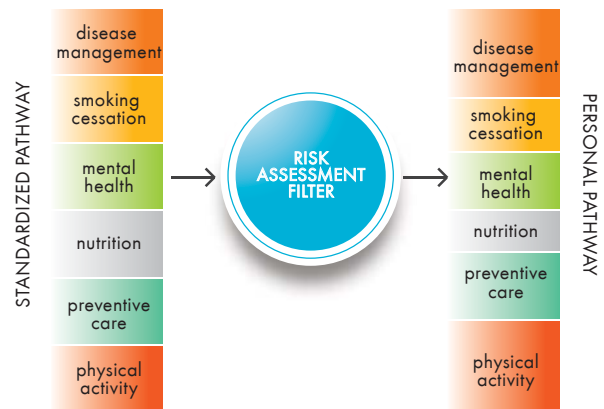 STANDARDIZED PATHWAY
disease
management
smoking
cessation
mental
health
nutrition
preventive
care
physical
activity
RISK
ASSESSMENT
FILTER
disease
management
smoking
cessation
mental
health
nutrition
preventive
care
physical
activity
PERSONAL PATHWAY